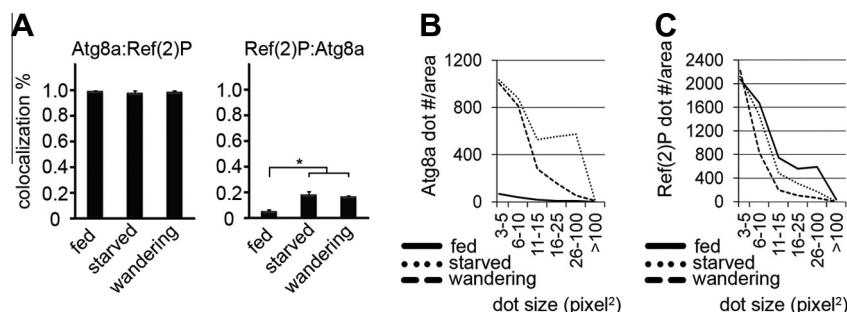 A
Atg8a:Ref(2)P
Ref(2)P:Atg8a
colocalization %
1.0
0.8
0.6
0.4
0.2
0
fed
starved
wandering
1.0
0.8
0.6
0.4
0.2
0
*
fed
starved
wandering
B
Atg8a dot #/area
1200
800
400
0
3-5
6-10
11-15
16-25
26-100
>100
fed
starved
wandering
dot size (pixel²)
C
Ref(2)P dot #/area
2400
2000
1600
1200
800
400
0
3-5
6-10
11-15
16-25
26-100
>100
fed
starved
wandering
dot size (pixel²)